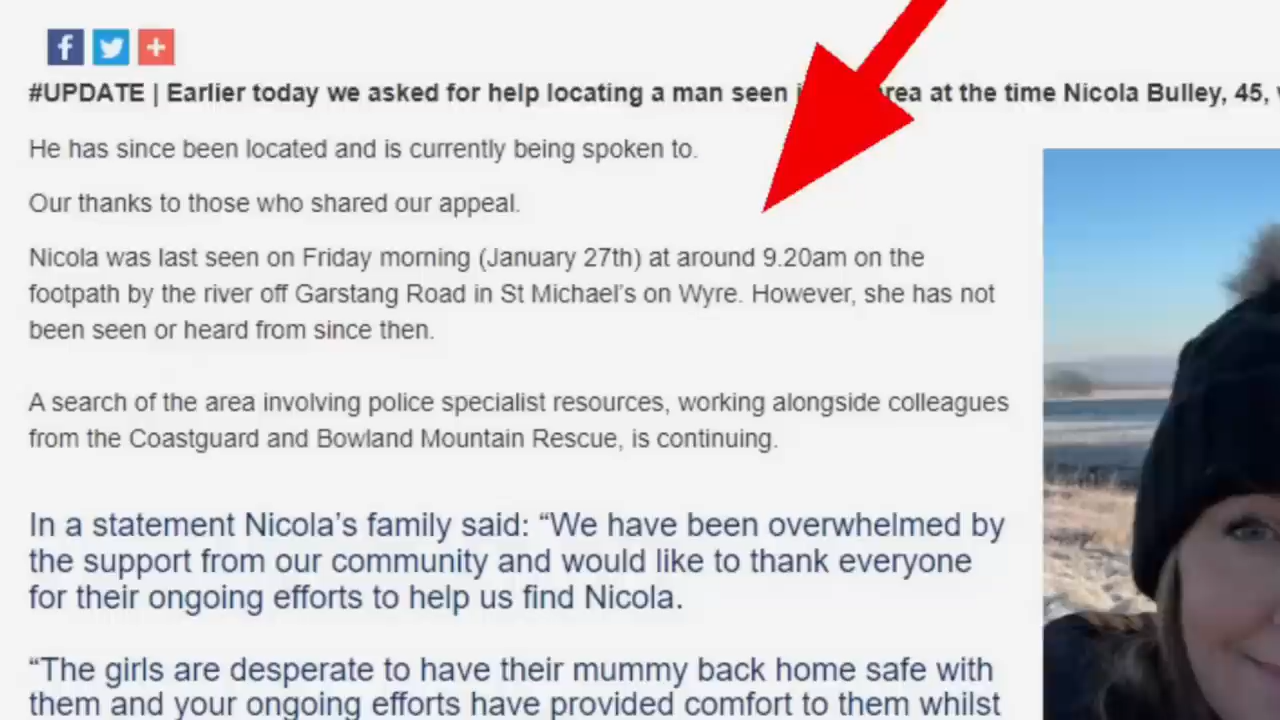 #UPDATE | Earlier today we asked for help locating a man seen at the time Nicola Bulley, 45,
He has since been located and is currently being spoken to.
Our thanks to those who shared our appeal.
Nicola was last seen on Friday morning (January 27th) at around 9.20am on the
footpath by the river off Garstang Road in St Michael's on Wyre. However, she has not
been seen or heard from since then.
A search of the area involving police specialist resources, working alongside colleagues
from the Coastguard and Bowland Mountain Rescue, is continuing.
In a statement Nicola’s family said: “We have been overwhelmed by
the support from our community and would like to thank everyone
for their ongoing efforts to help us find Nicola.
“The girls are desperate to have their mummy back home safe with
them and your ongoing efforts have provided comfort to them whilst